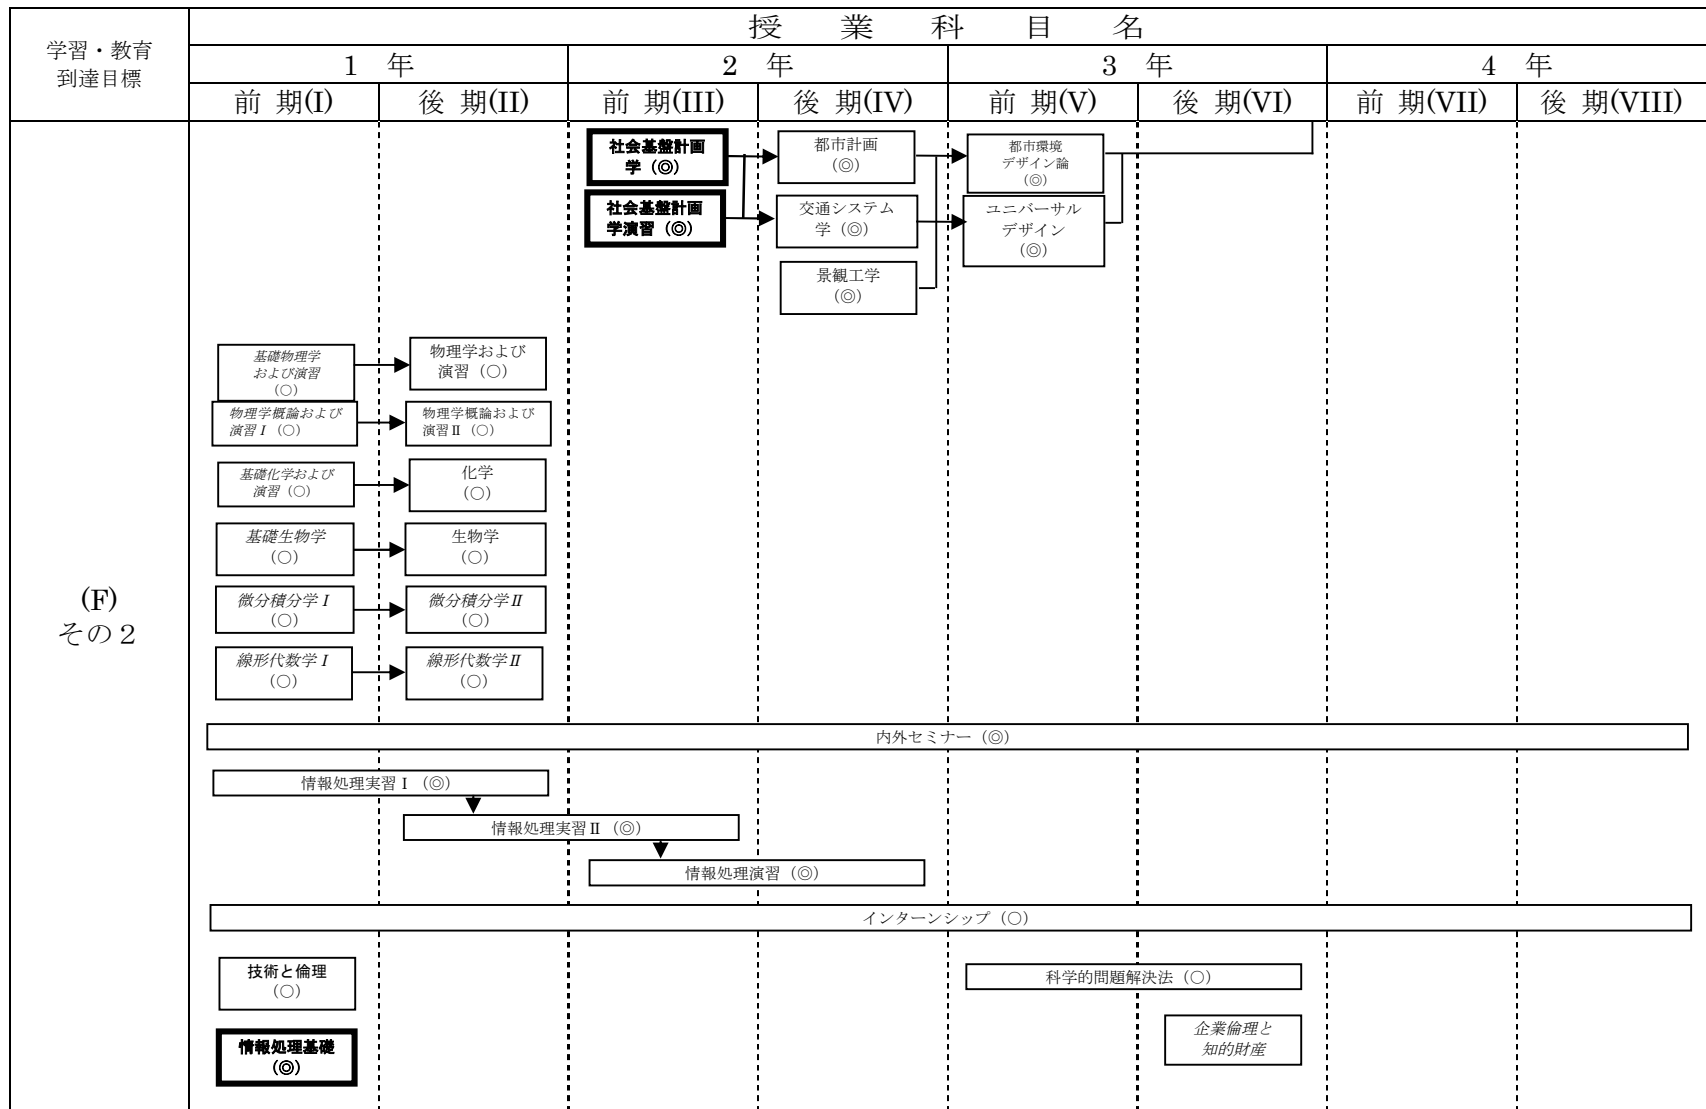 学習・教育
到達目標
授 業 科 目 名
1 年
2 年
3 年
4 年
前 期(I)
後 期(II)
前 期(III)
後 期(IV)
前 期(V)
後 期(VI)
前 期(VII)
後 期(VIII)
(F)
その２
社会基盤計画
学（◎）
都市計画
（◎）
都市環境
デザイン論
（◎）
社会基盤計画
学演習（◎）
交通システム
学（◎）
ユニバーサル
デザイン
（◎）
景観工学
（◎）
基礎物理学
および演習
（○）
物理学および
演習（○）
物理学概論および
演習Ⅰ（○）
物理学概論および
演習Ⅱ（○）
基礎化学および
演習（○）
化学
（○）
基礎生物学
（○）
生物学
（○）
微分積分学Ⅰ
（○）
微分積分学Ⅱ
（○）
線形代数学Ⅰ
（○）
線形代数学Ⅱ
（○）
内外セミナー（◎）
情報処理実習Ⅰ（◎）
情報処理実習Ⅱ（◎）
情報処理演習（◎）
インターンシップ（○）
技術と倫理
（○）
科学的問題解決法（○）
情報処理基礎
（◎）
企業倫理と
知的財産